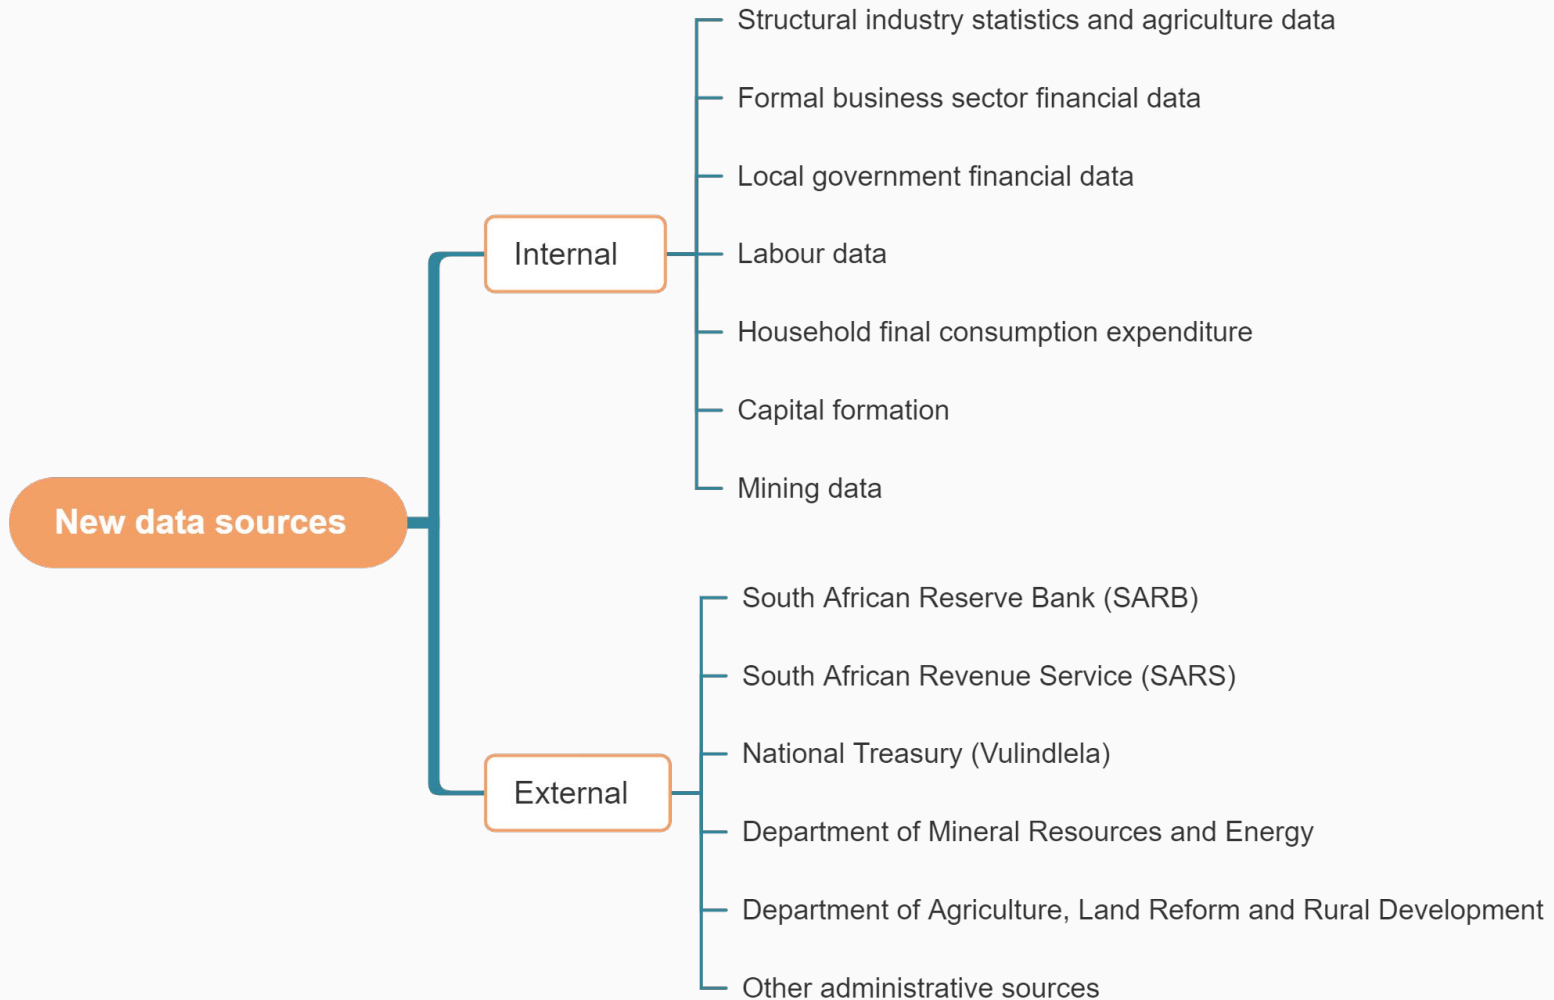 New data sources
Internal
Structural industry statistics and agriculture data
Formal business sector financial data
Local government financial data
Labour data
Household final consumption expenditure
Capital formation
Mining data
External
South African Reserve Bank (SARB)
South African Revenue Service (SARS)
National Treasury (Vulindlela)
Department of Mineral Resources and Energy
Department of Agriculture, Land Reform and Rural Development
Other administrative sources